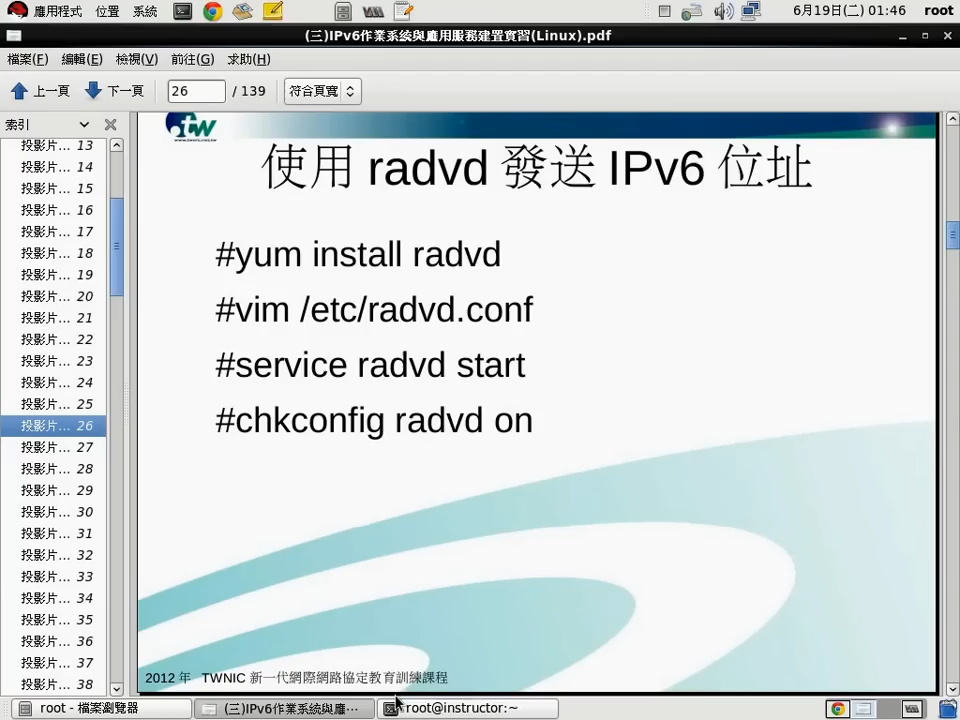 應用程式 位置 系統 6月19日(二) 01:46 root
(三)IPv6作業系統與應用服務建置實習(Linux).pdf
檔案(F) 編輯(E) 檢視(V) 前往(G) 求助(H)
上一頁 下一頁 26 / 139 符合頁寬
索引
投影片... 13
投影片... 14
投影片... 15
投影片... 16
投影片... 17
投影片... 18
投影片... 19
投影片... 20
投影片... 21
投影片... 22
投影片... 23
投影片... 24
投影片... 25
投影片... 26
投影片... 27
投影片... 28
投影片... 29
投影片... 30
投影片... 31
投影片... 32
投影片... 33
投影片... 34
投影片... 35
投影片... 36
投影片... 37
投影片... 38
tw
使用 radvd 發送 IPv6 位址
#yum install radvd
#vim /etc/radvd.conf
#service radvd start
#chkconfig radvd on
2012 年 TWNIC 新一代網際網路協定教育訓練課程
root - 檔案瀏覽器 (三)IPv6作業系統與應⋯ root@instructor:~